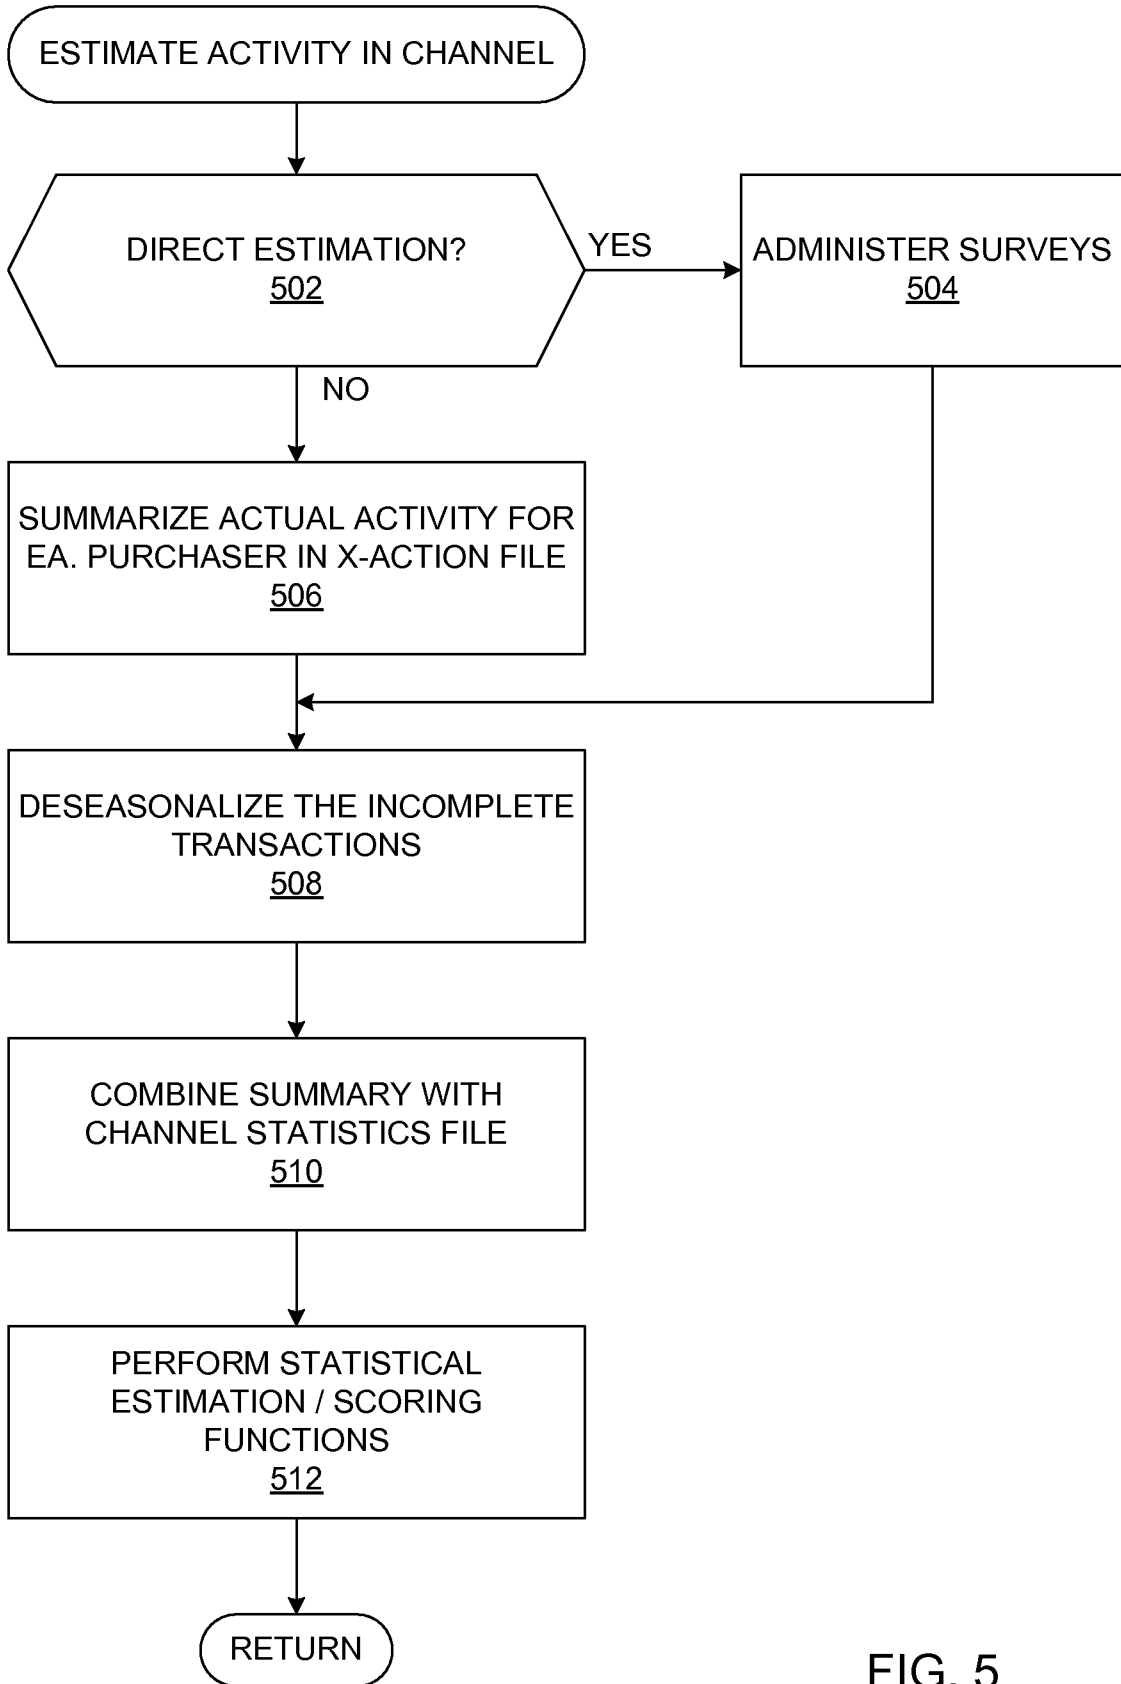 ESTIMATE ACTIVITY IN CHANNEL
DIRECT ESTIMATION?
502
YES
ADMINISTER SURVEYS
504
NO
SUMMARIZE ACTUAL ACTIVITY FOR
EA. PURCHASER IN X-ACTION FILE
506
DESEASONALIZE THE INCOMPLETE
TRANSACTIONS
508
COMBINE SUMMARY WITH
CHANNEL STATISTICS FILE
510
PERFORM STATISTICAL
ESTIMATION / SCORING
FUNCTIONS
512
RETURN
FIG. 5